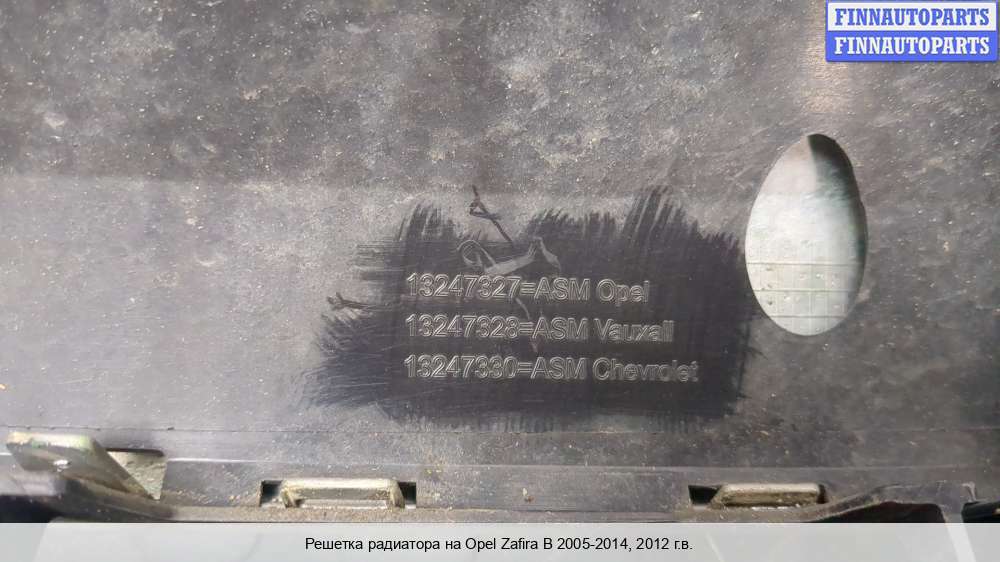 FINNAUTOPARTS
FINNAUTOPARTS
13247327=ASM Opel
13247328=ASM Vauxall
13247330=ASM Chevrolet
Решетка радиатора на Opel Zafira B 2005-2014, 2012 г.в.